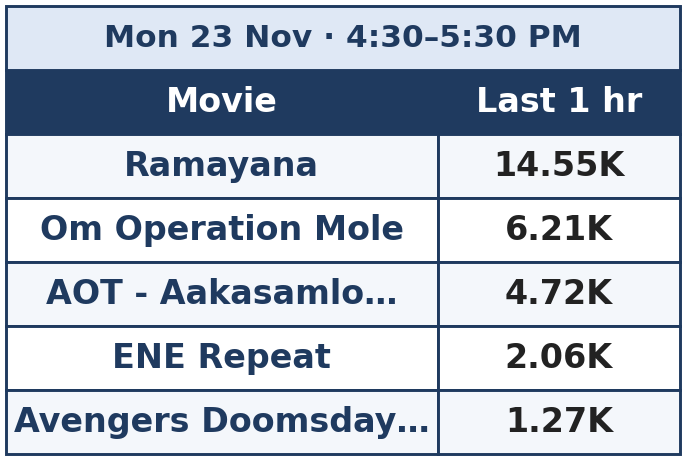 Mon 23 Nov · 4:30–5:30 PM
Movie Last 1 hr
Ramayana 14.55K
Om Operation Mole 6.21K
AOT - Aakasamlo... 4.72K
ENE Repeat 2.06K
Avengers Doomsday... 1.27K